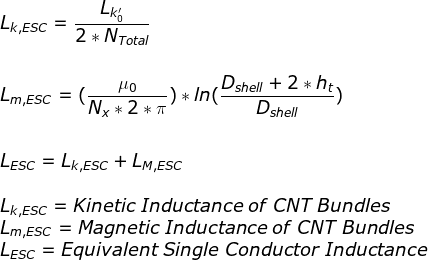 L_{k,ESC} = \frac{L_{k'_0}}{2 * N_{Total}}
L_{m,ESC} = (\frac{\mu_0}{N_x * 2 * \pi}) * ln(\frac{D_{shell} + 2 * h_t}{D_{shell}})
L_{ESC} = L_{k,ESC} + L_{M,ESC}
L_{k,ESC} = Kinetic Inductance of CNT Bundles
L_{m,ESC} = Magnetic Inductance of CNT Bundles
L_{ESC} = Equivalent Single Conductor Inductance